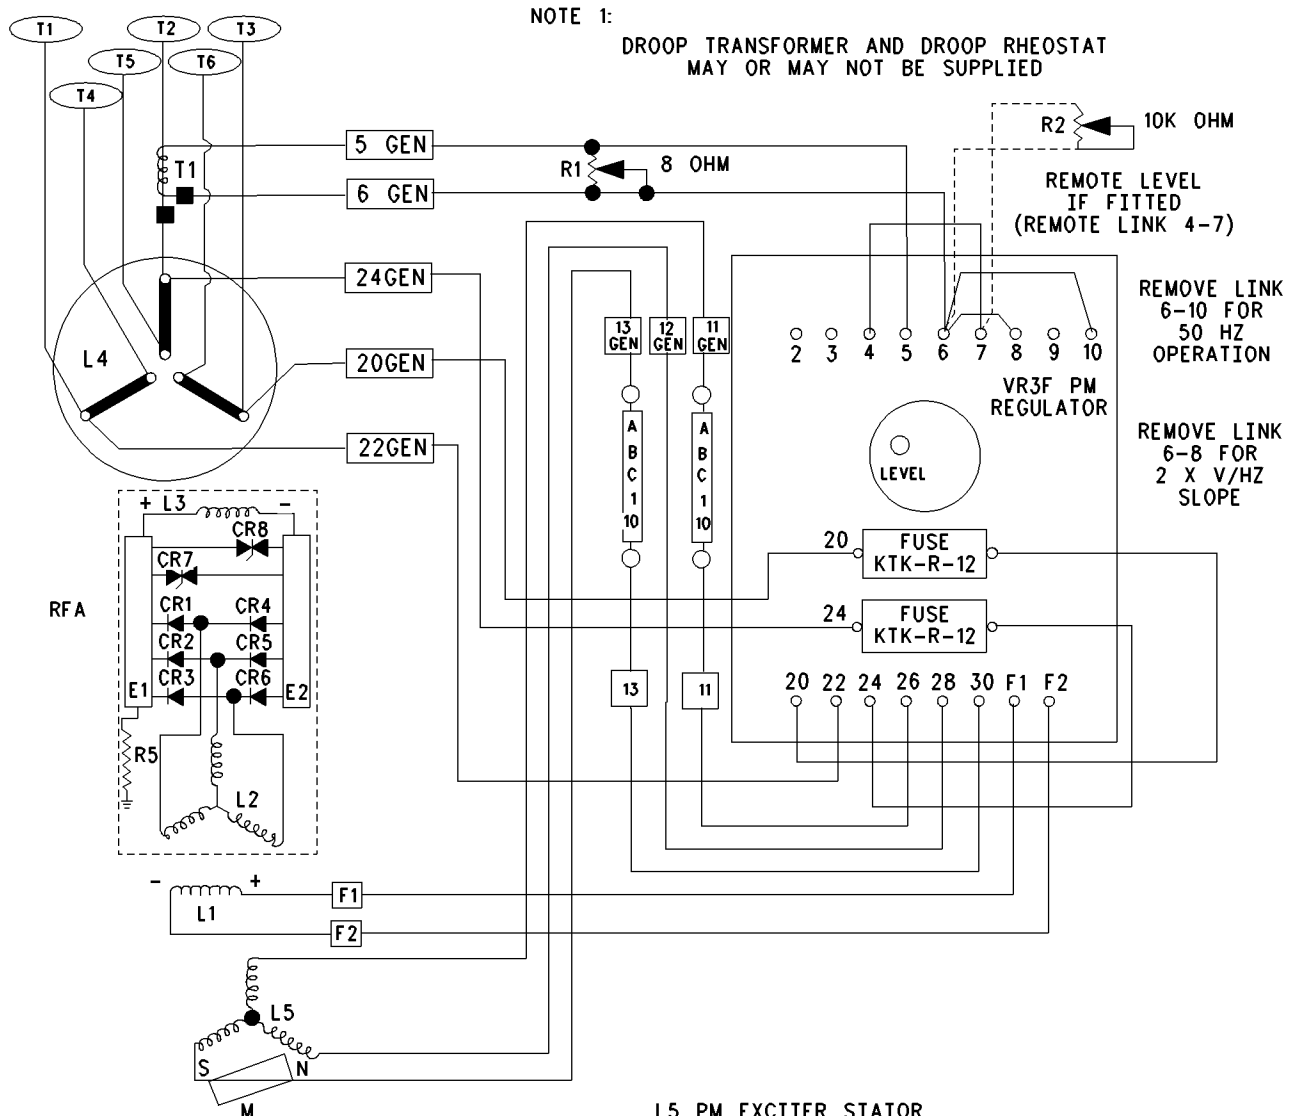 NOTE 1:
DROOP TRANSFORMER AND DROOP RHEOSTAT
MAY OR MAY NOT BE SUPPLIED
T1
T2
T3
T5
T6
T4
T1
5 GEN
6 GEN
R1
8 OHM
R2
10K OHM
REMOTE LEVEL
IF FITTED
(REMOTE LINK 4-7)
24GEN
20GEN
22GEN
L4
13
GEN
12
GEN
11
GEN
2 3 4 5 6 7 8 9 10
REMOVE LINK
6-10 FOR
50 HZ
OPERATION
VR3F PM
REGULATOR
LEVEL
REMOVE LINK
6-8 FOR
2 X V/HZ
SLOPE
A
B
C
1
10
A
B
C
1
10
20
FUSE
KTK-R-12
24
FUSE
KTK-R-12
13
11
20 22 24 26 28 30 F1 F2
+ L3 -
CR8
CR7
CR1
CR4
CR2
CR5
CR3
CR6
RFA
E1
E2
R5
L2
- +
L1
F1
F2
L5
S
N
M
L5 PM EXCITER STATOR